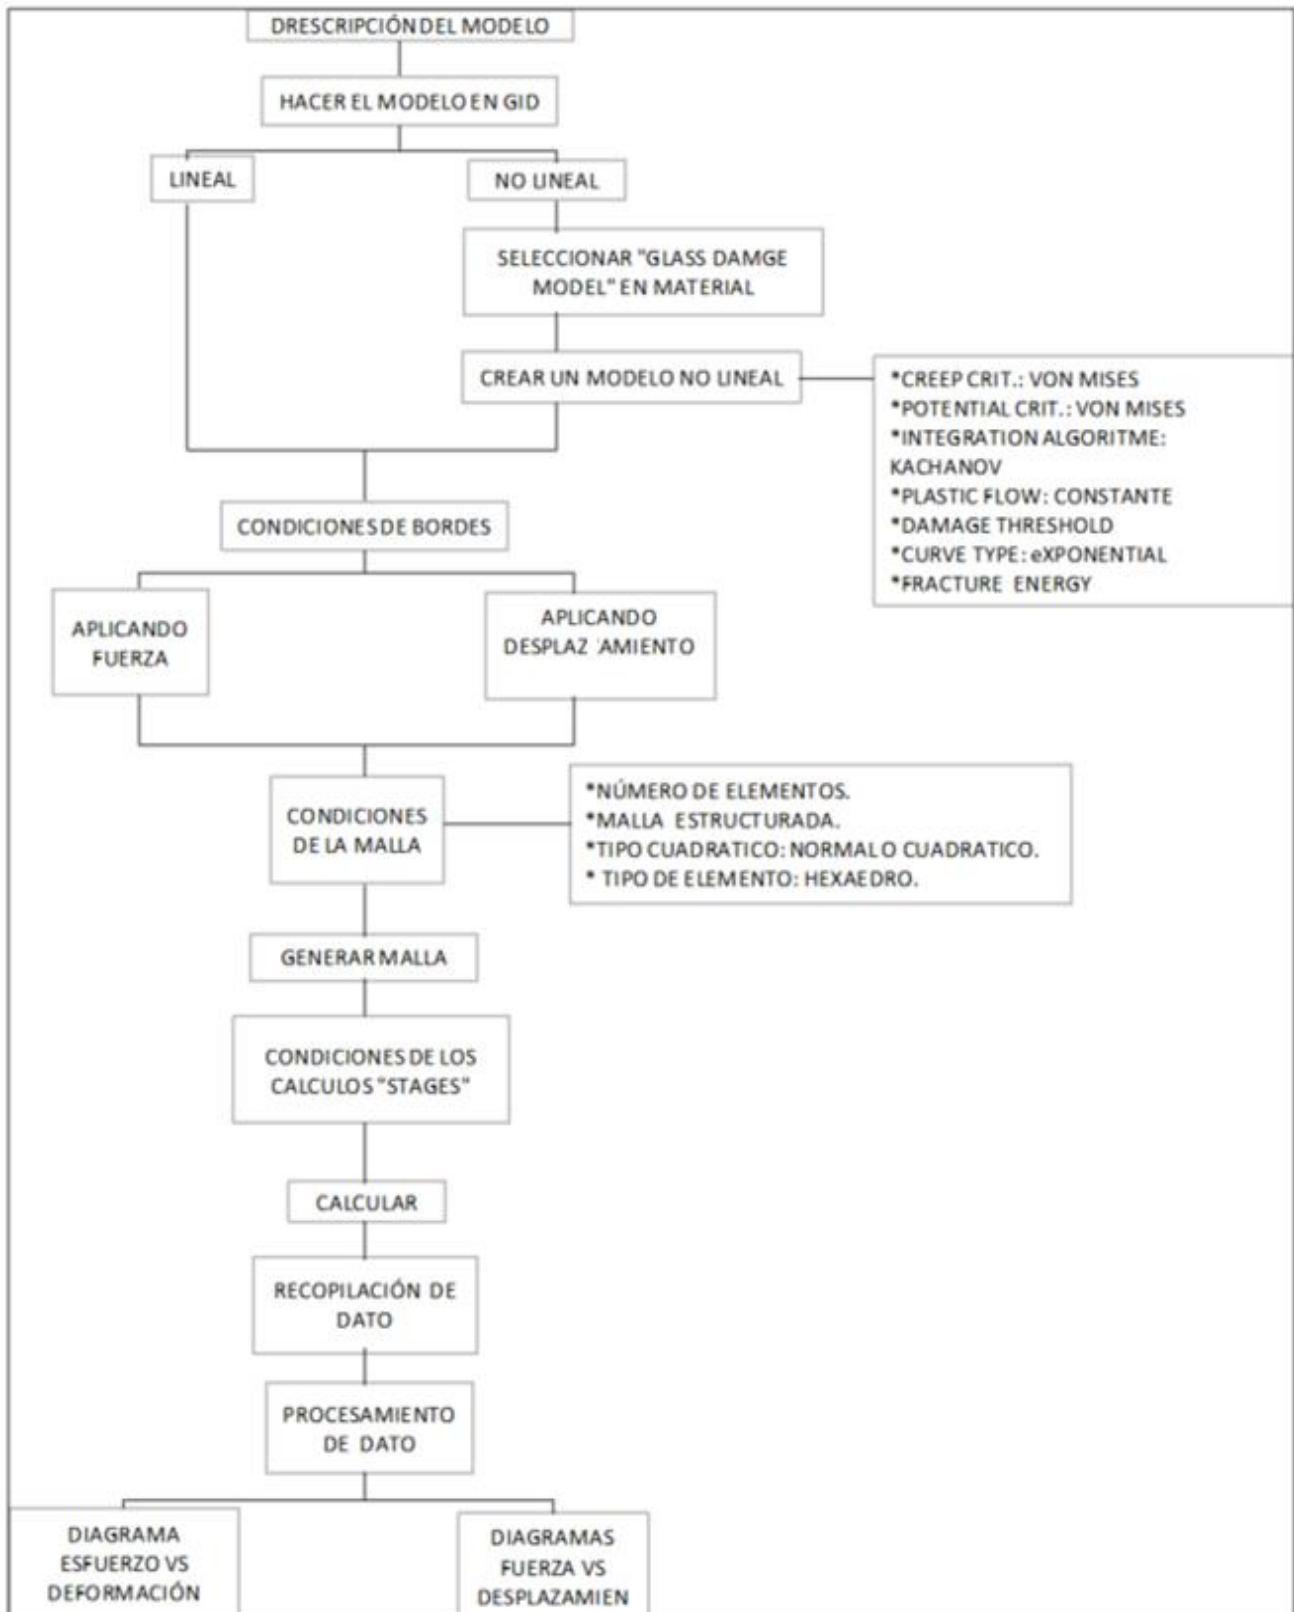 DRESCRIPCIÓN DEL MODELO
HACER EL MODELO EN GID
LINEAL
NO LINEAL
SELECCIONAR "GLASS DAMGE
MODEL" EN MATERIAL
CREAR UN MODELO NO LINEAL
*CREEP CRIT.: VON MISES
*POTENTIAL CRIT.: VON MISES
*INTEGRATION ALGORITME:
KACHANOV
*PLASTIC FLOW: CONSTANTE
*DAMAGE THRESHOLD
*CURVE TYPE: eXPONENTIAL
*FRACTURE ENERGY
CONDICIONES DE BORDES
APLICANDO
FUERZA
APLICANDO
DESPLAZAMIENTO
CONDICIONES
DE LA MALLA
*NÚMERO DE ELEMENTOS.
*MALLA ESTRUCTURADA.
*TIPO CUADRATICO: NORMAL O CUADRATICO.
* TIPO DE ELEMENTO: HEXAEDRO.
GENERAR MALLA
CONDICIONES DE LOS
CALCULOS "STAGES"
CALCULAR
RECOPILACIÓN DE
DATO
PROCESAMIENTO
DE DATO
DIAGRAMA
ESFUERZO VS
DEFORMACIÓN
DIAGRAMAS
FUERZA VS
DESPLAZAMIEN